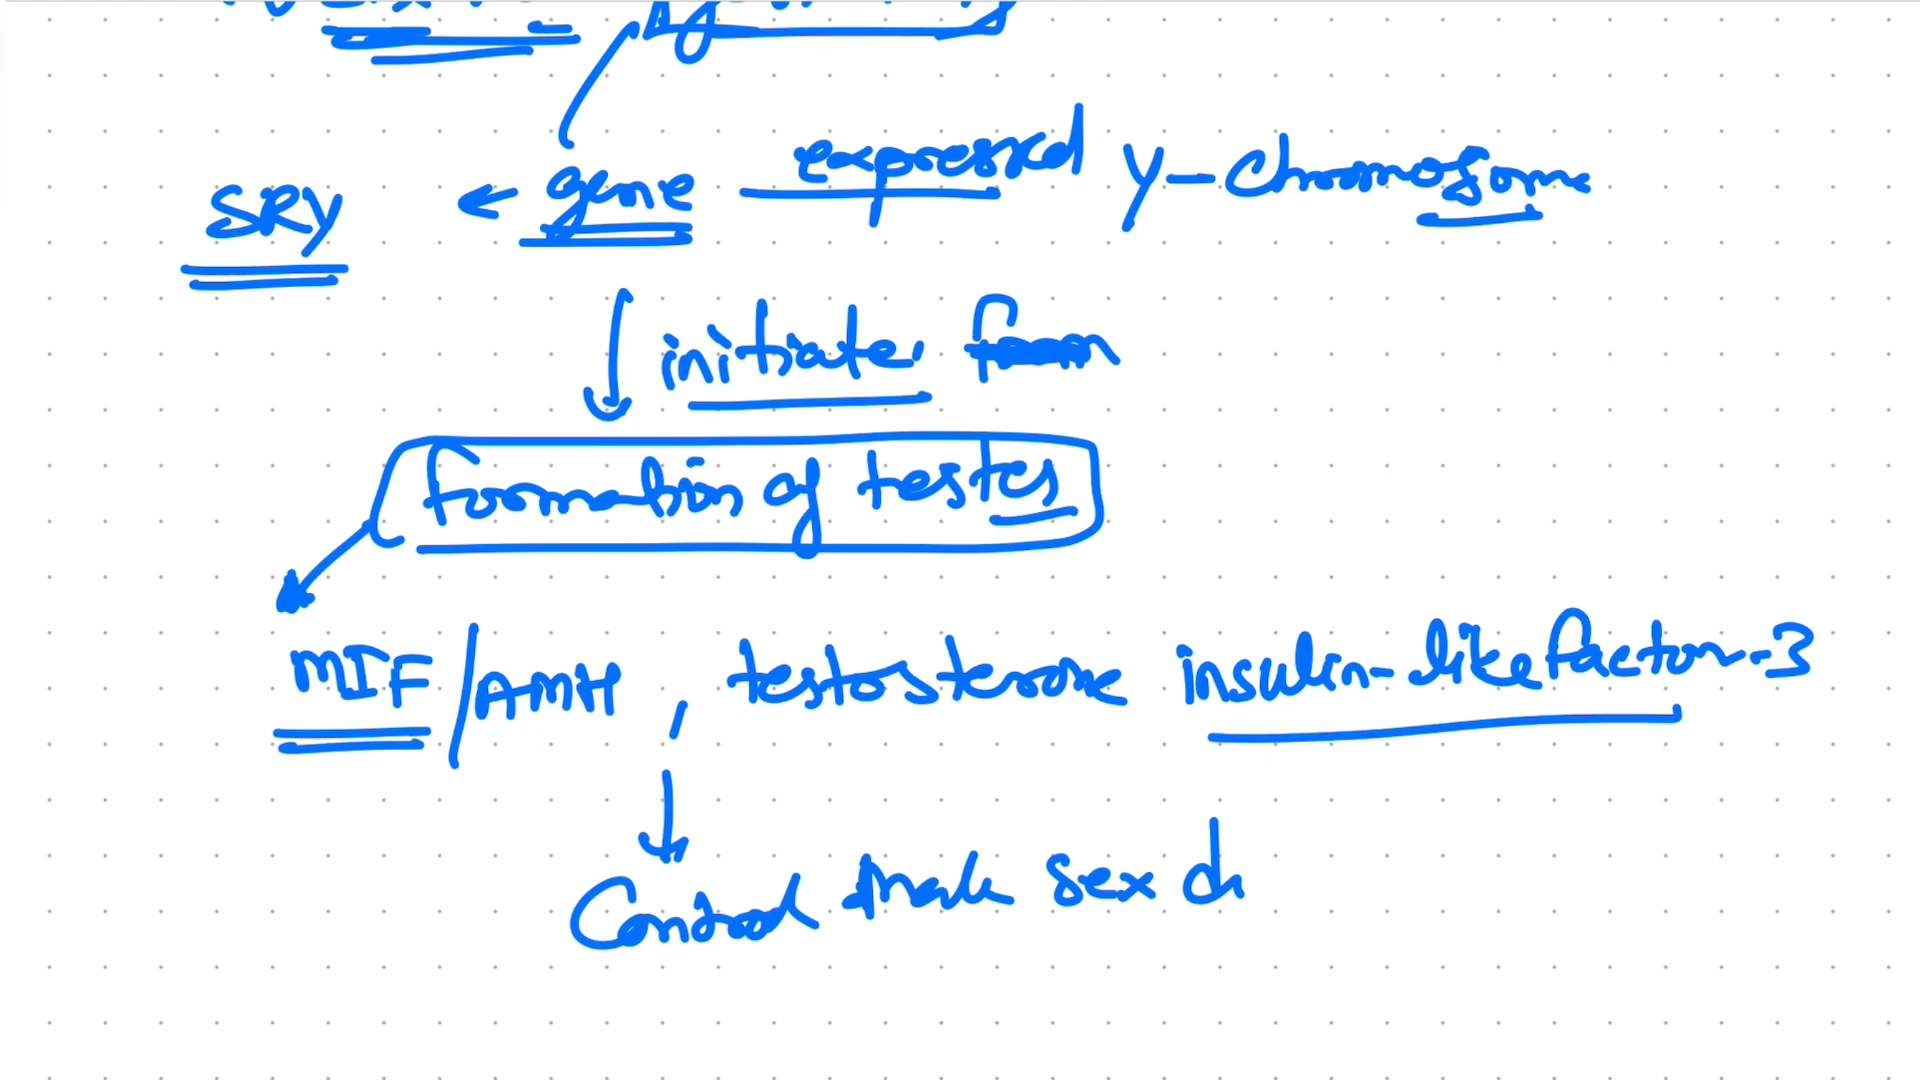 SRY ← gene expressed Y-chromosome
↓ initiate
formation of testes
MIF/AMH, testosterone insulin-like factor-3
↓
Control male sex